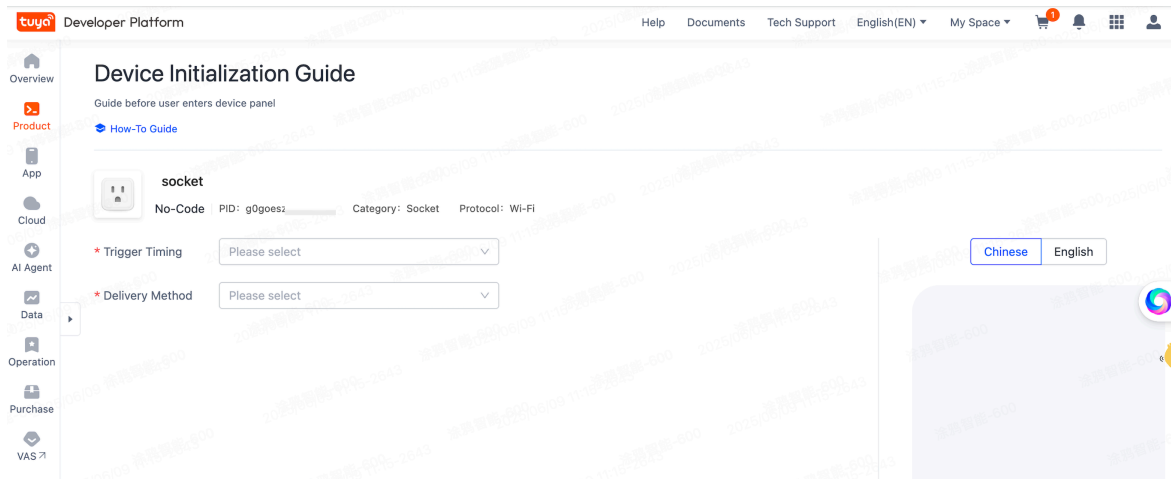 tuya Developer Platform Help Documents Tech Support English(EN) My Space 1
Overview
Product
App
Cloud
AI Agent
Data
Operation
Purchase
VAS
Device Initialization Guide
Guide before user enters device panel
How-To Guide
socket
No-Code PID: g0goesz Category: Socket Protocol: Wi-Fi
* Trigger Timing Please select
* Delivery Method Please select
Chinese English